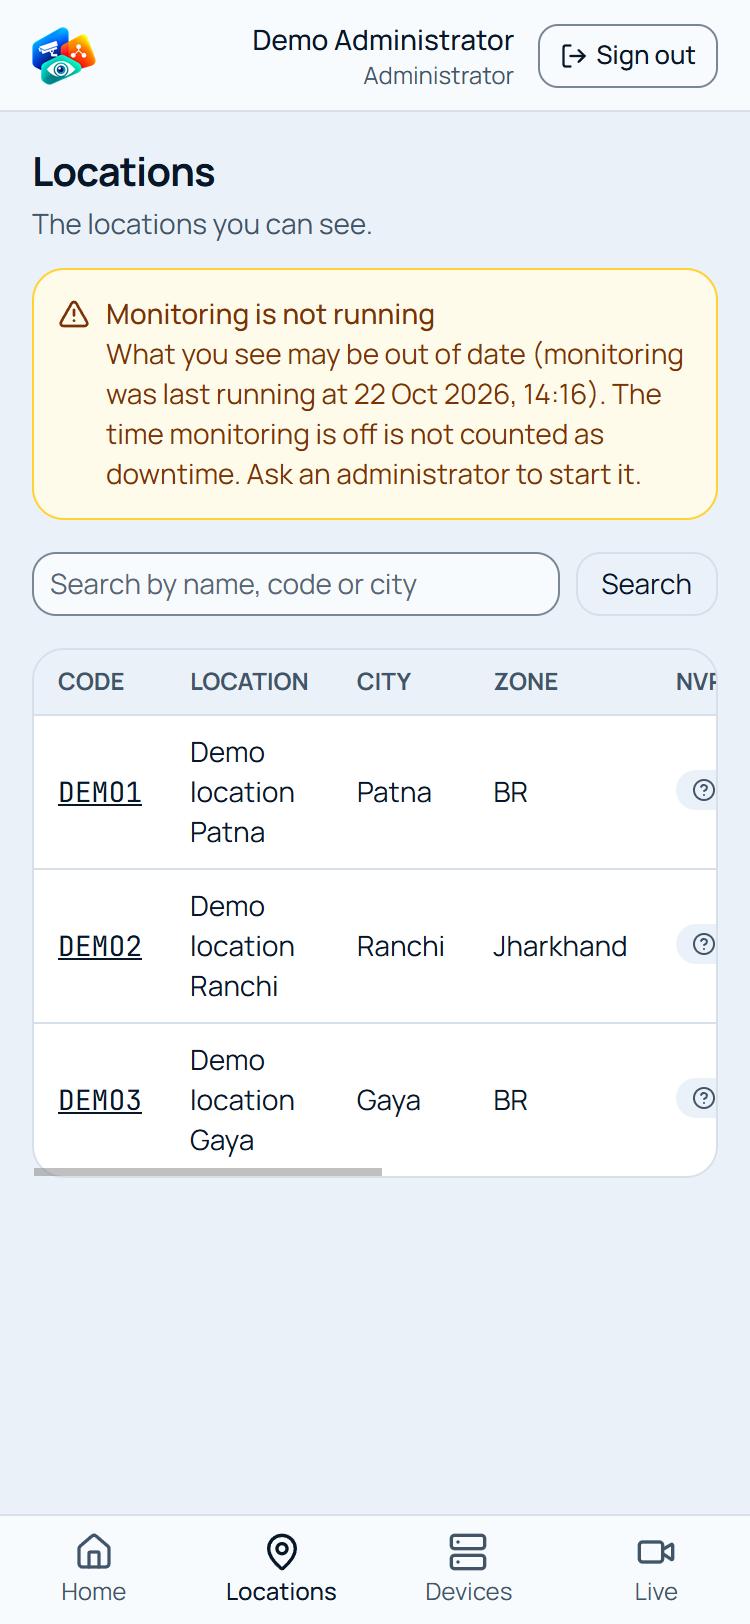 Demo Administrator
Administrator
Sign out
Locations
The locations you can see.
Monitoring is not running
What you see may be out of date (monitoring
was last running at 22 Oct 2026, 14:16). The
time monitoring is off is not counted as
downtime. Ask an administrator to start it.
Search by name, code or city
Search
CODE LOCATION CITY ZONE
DEMO1 Demo location Patna Patna BR
DEMO2 Demo location Ranchi Ranchi Jharkhand
DEMO3 Demo location Gaya Gaya BR
Home Locations Devices Live